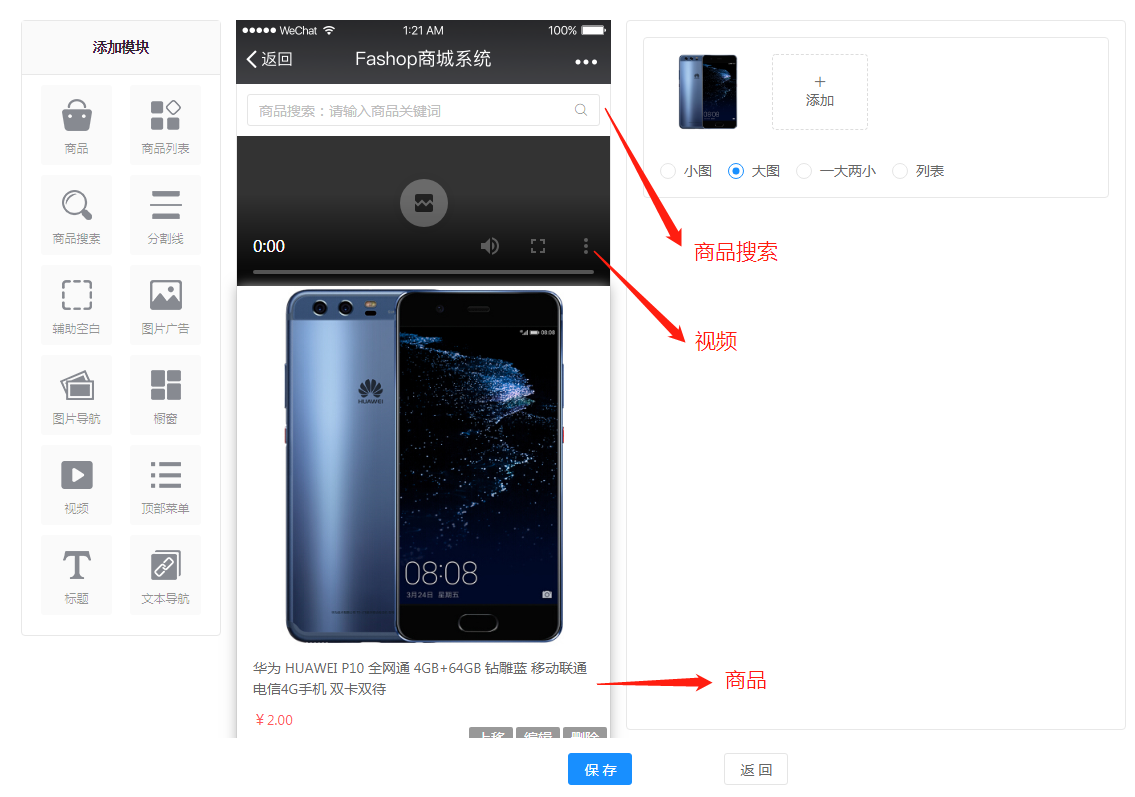 添加模块
商品
商品列表
商品搜索
分割线
辅助空白
图片广告
图片导航
橱窗
视频
顶部菜单
标题
文本导航
●●●●● WeChat
1:21 AM
100%
返回
Fashop商城系统
商品搜索：请输入商品关键词
0:00
HUAWEI
08:08
08:08
3月24日 星期五
华为 HUAWEI P10 全网通 4GB+64GB 钻雕蓝 移动联通
电信4G手机 双卡双待
￥2.00
上移
编辑
删除
+
添加
小图
大图
一大两小
列表
商品搜索
视频
商品
保 存
返 回